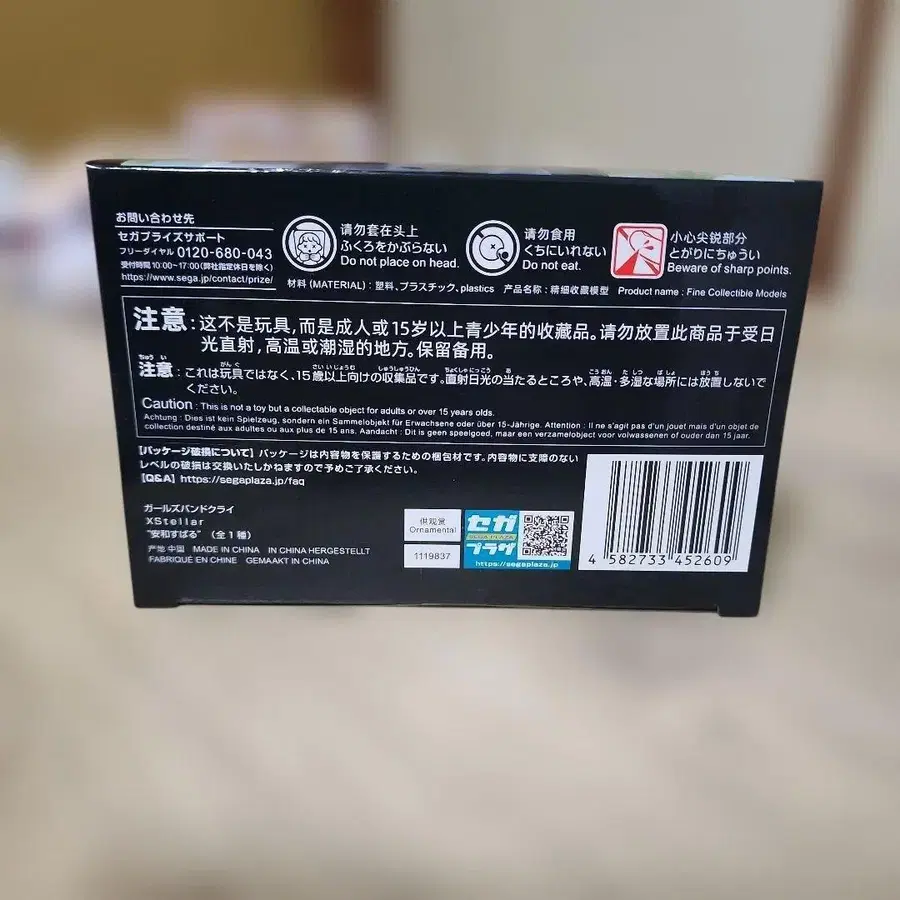 お問い合わせ先
セガプライズサポート
フリーダイヤル 0120-680-043
受付時間 10:00~17:00(弊社指定休日を除く)
https://www.sega.jp/contact/prize/
请勿套在头上
ふくろをかぶらない
Do not place on head.
请勿食用
くちにいれない
Do not eat.
小心尖锐部分
とがりにちゅうい
Beware of sharp points.
材料 (MATERIAL) : 塑料、プラスチック、plastics 产品名称 : 精细收藏模型 Product name : Fine Collectible Models
注意 : 这不是玩具,而是成人或15岁以上青少年的收藏品。请勿放置此商品于受日
光直射,高温或潮湿的地方。保留备用。
注意 : これは玩具ではなく、15歳以上向けの収集品です。直射日光の当たるところや、高温・多湿な場所には放置しないで
ください。
Caution : This is not a toy but a collectable object for adults or over 15 years old.
Achtung : Dies ist kein Spielzeug, sondern ein Sammelobjekt für Erwachsene oder über 15-Jährige. Attention : Il ne s'agit pas d'un jouet mais d'un objet de
collection destiné aux adultes ou aux plus de 15 ans. Aandacht : Dit is geen speelgoed, maar een verzamelobject voor volwassenen of ouder dan 15 jaar.
【パッケージ破損について】パッケージは内容物を保護するための梱包材です。内容物に支障のない
レベルの破損は交換いたしかねますので予めご了承ください。
【Q&A】https://segaplaza.jp/faq
ガールズバンドクライ
XStellar
"安和すばる" (全1種)
产地 中国 MADE IN CHINA IN CHINA HERGESTELLT
FABRIQUÉ EN CHINE GEMAAKT IN CHINA
供观赏
Ornamental
1119837
セガ
SEGA PLAZA
プラザ
https://segaplaza.jp
4 582733 452609